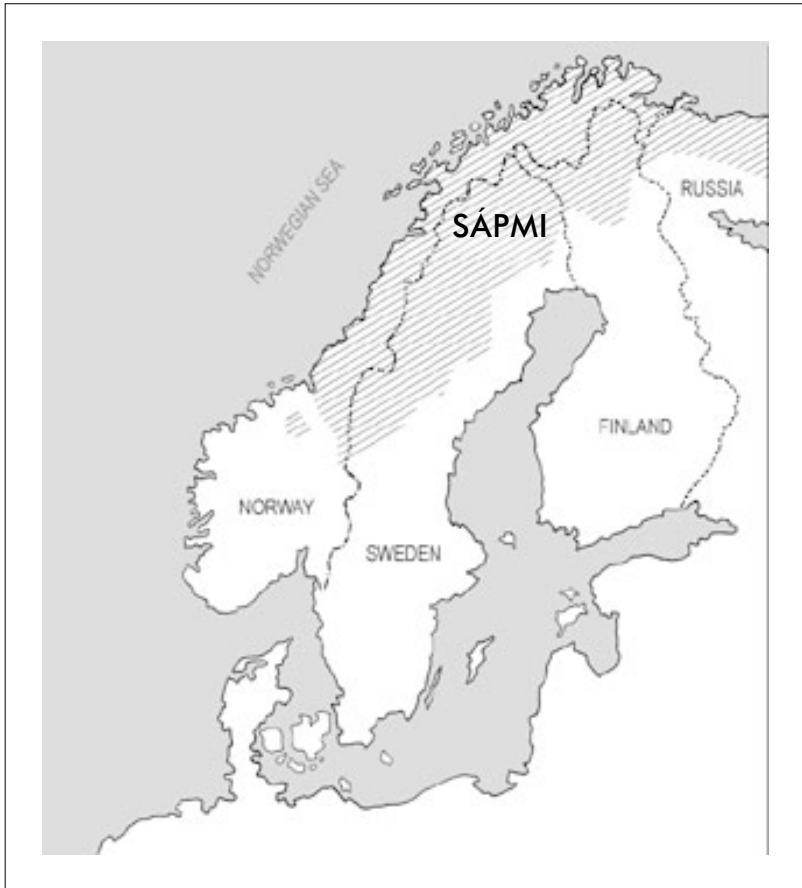 NORWEGIAN SEA
RUSSIA
SÁPMI
FINLAND
NORWAY
SWEDEN